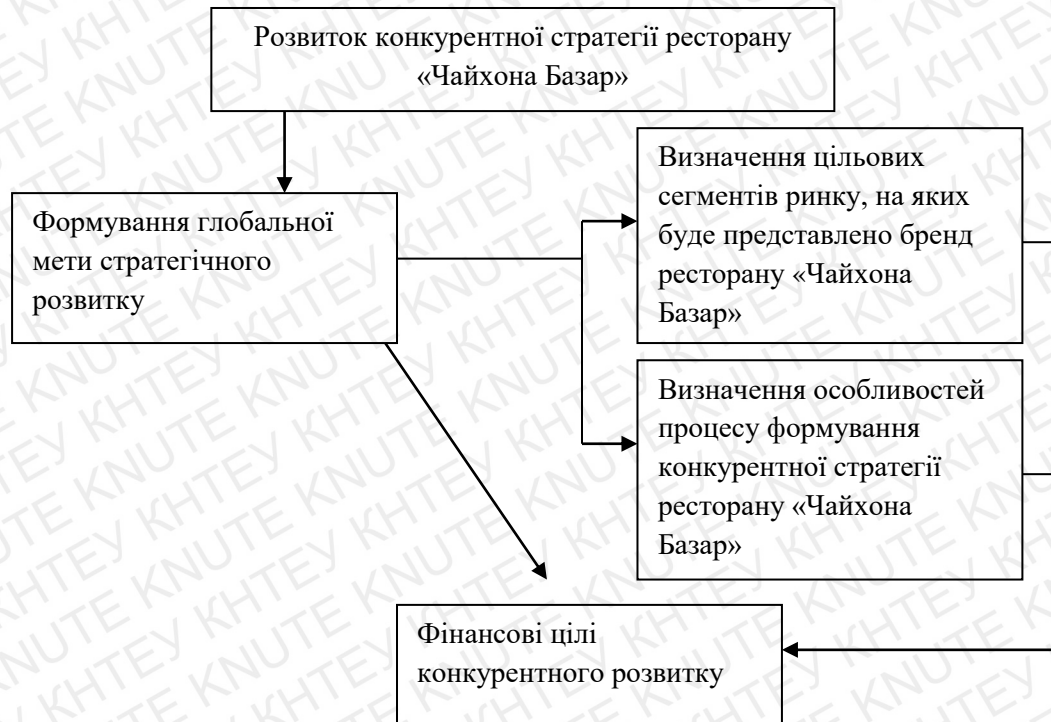 Розвиток конкурентної стратегії ресторану
«Чайхона Базар»
Формування глобальної
мети стратегічного
розвитку
Визначення цільових
сегментів ринку, на яких
буде представлено бренд
ресторану «Чайхона
Базар»
Визначення особливостей
процесу формування
конкурентної стратегії
ресторану «Чайхона
Базар»
Фінансові цілі
конкурентного розвитку